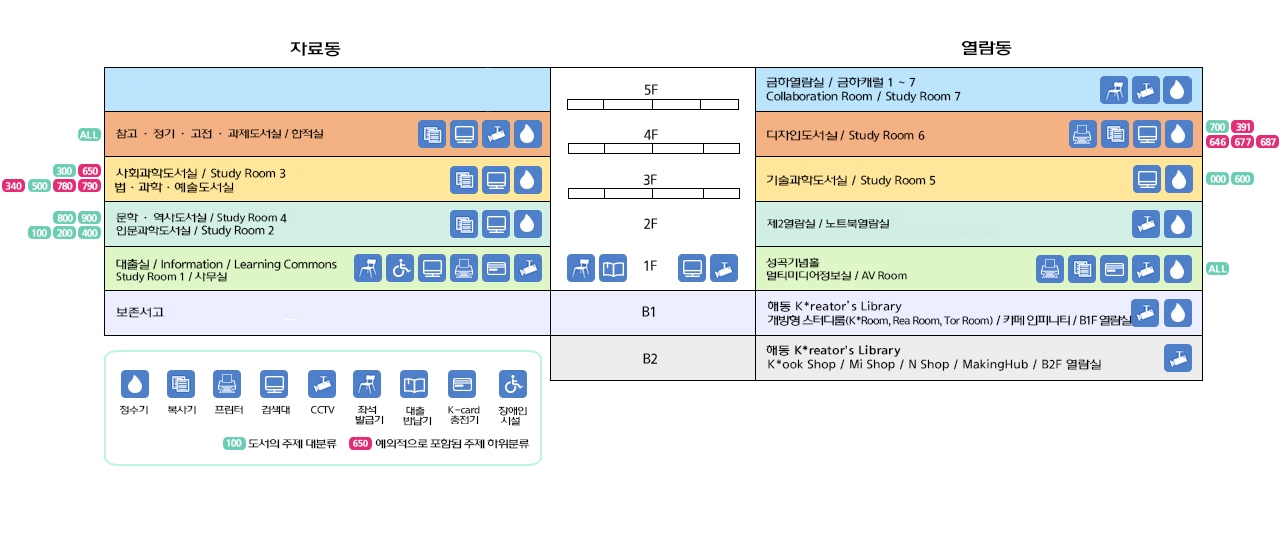 자료동
열람동
5F
금하열람실 / 금하캐럴 1 ~ 7
Collaboration Room / Study Room 7
ALL
참고 · 정기 · 고전 · 과제도서실 / 한적실
4F
디자인도서실 / Study Room 6
700 391
646 677 687
300 650
340 500 780 790
사회과학도서실 / Study Room 3
법 · 과학 · 예술도서실
3F
기술과학도서실 / Study Room 5
000 600
800 900
100 200 400
문학 · 역사도서실 / Study Room 4
인문과학도서실 / Study Room 2
2F
제2열람실 / 노트북열람실
대출실 / Information / Learning Commons
Study Room 1 / 사무실
1F
성곡기념홀
멀티미디어정보실 / AV Room
ALL
보존서고
B1
해동 K*reator's Library
개방형 스터디룸(K*Room, Rea Room, Tor Room) / 카페 인피니티 / B1F 열람실
B2
해동 K*reator's Library
K*ook Shop / Mi Shop / N Shop / MakingHub / B2F 열람실
정수기
복사기
프린터
검색대
CCTV
좌석
발급기
대출
반납기
K-card
충전기
장애인
시설
100 도서의 주제 대분류
650 예외적으로 포함된 주제 하위분류